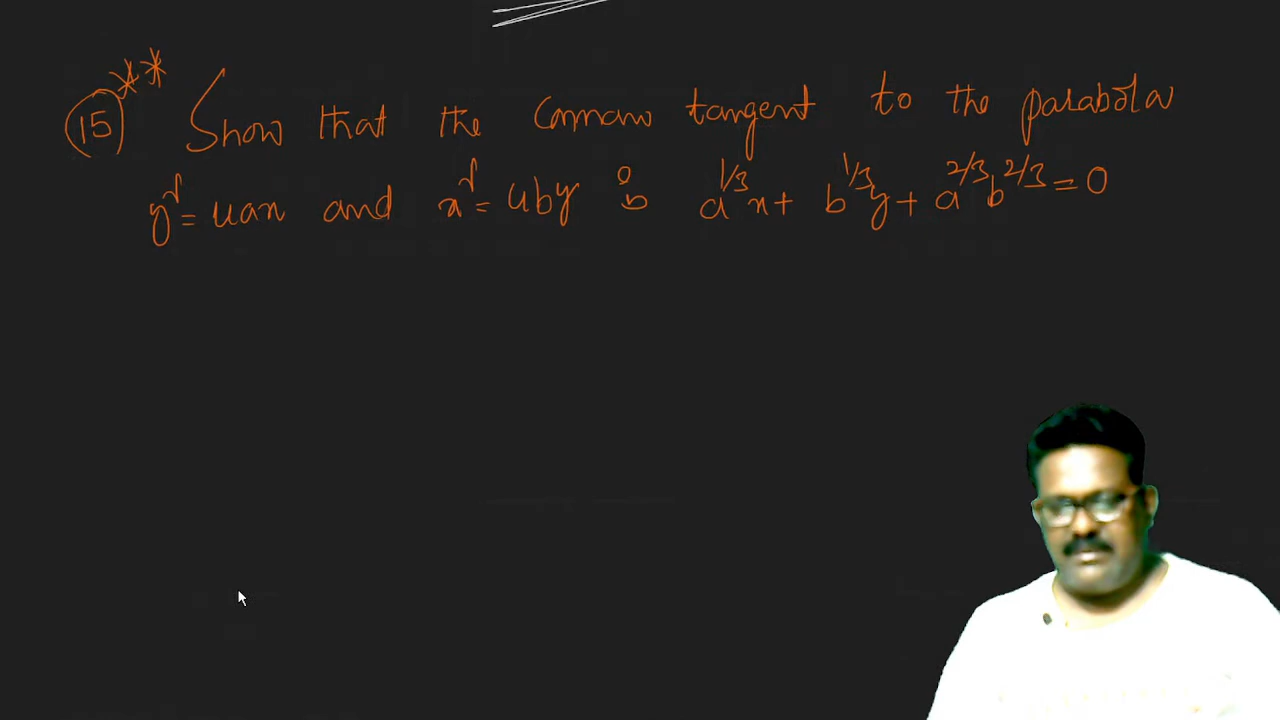 (15)** Show that the Common tangent to the parabola
y² = 4ax and x² = 4by is a^{1/3}x + b^{1/3}y + a^{2/3}b^{2/3} = 0